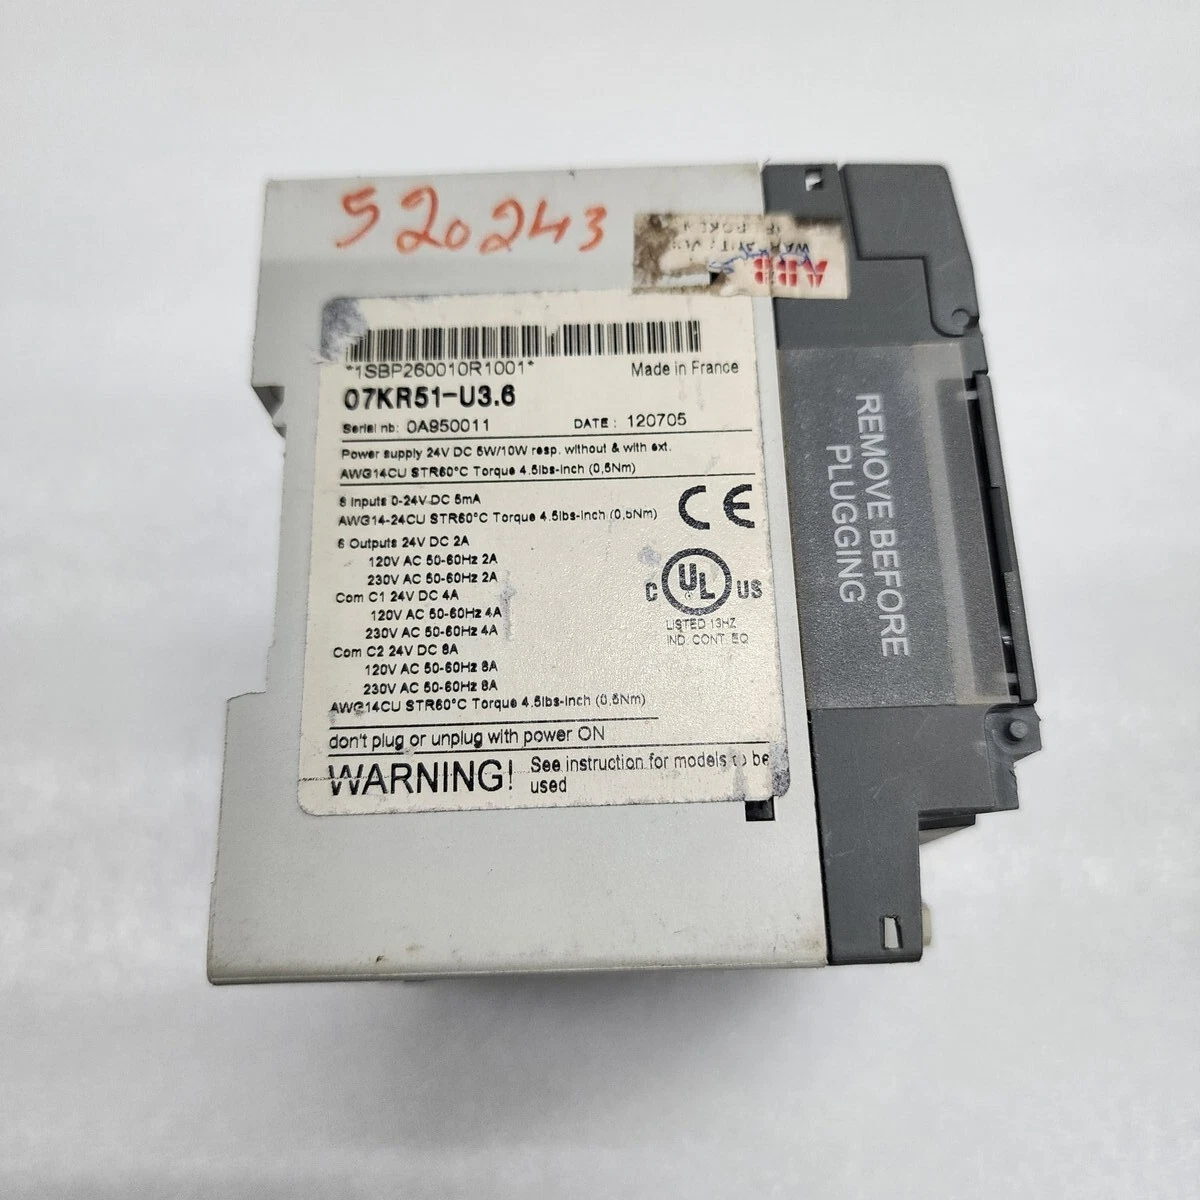 520243
ABB
*1SBP260010R1001*
Made in France
07KR51-U3.6
Serial nb: 0A950011 DATE: 120705
Power supply 24V DC 5W/10W resp. without & with ext.
AWG14CU STR60°C Torque 4.5lbs-inch (0,5Nm)
8 Inputs 0-24V DC 5mA
AWG14-24CU STR60°C Torque 4.5lbs-inch (0,5Nm)
CE
6 Outputs 24V DC 2A
120V AC 50-60Hz 2A
230V AC 50-60Hz 2A
Com C1 24V DC 4A
120V AC 50-60Hz 4A
230V AC 50-60Hz 4A
Com C2 24V DC 8A
120V AC 50-60Hz 8A
230V AC 50-60Hz 8A
AWG14CU STR60°C Torque 4.5lbs-inch (0,5Nm)
C UL US
LISTED 13HZ
IND. CONT. EQ
don't plug or unplug with power ON
WARNING! See instruction for models to be
used
REMOVE BEFORE
PLUGGING